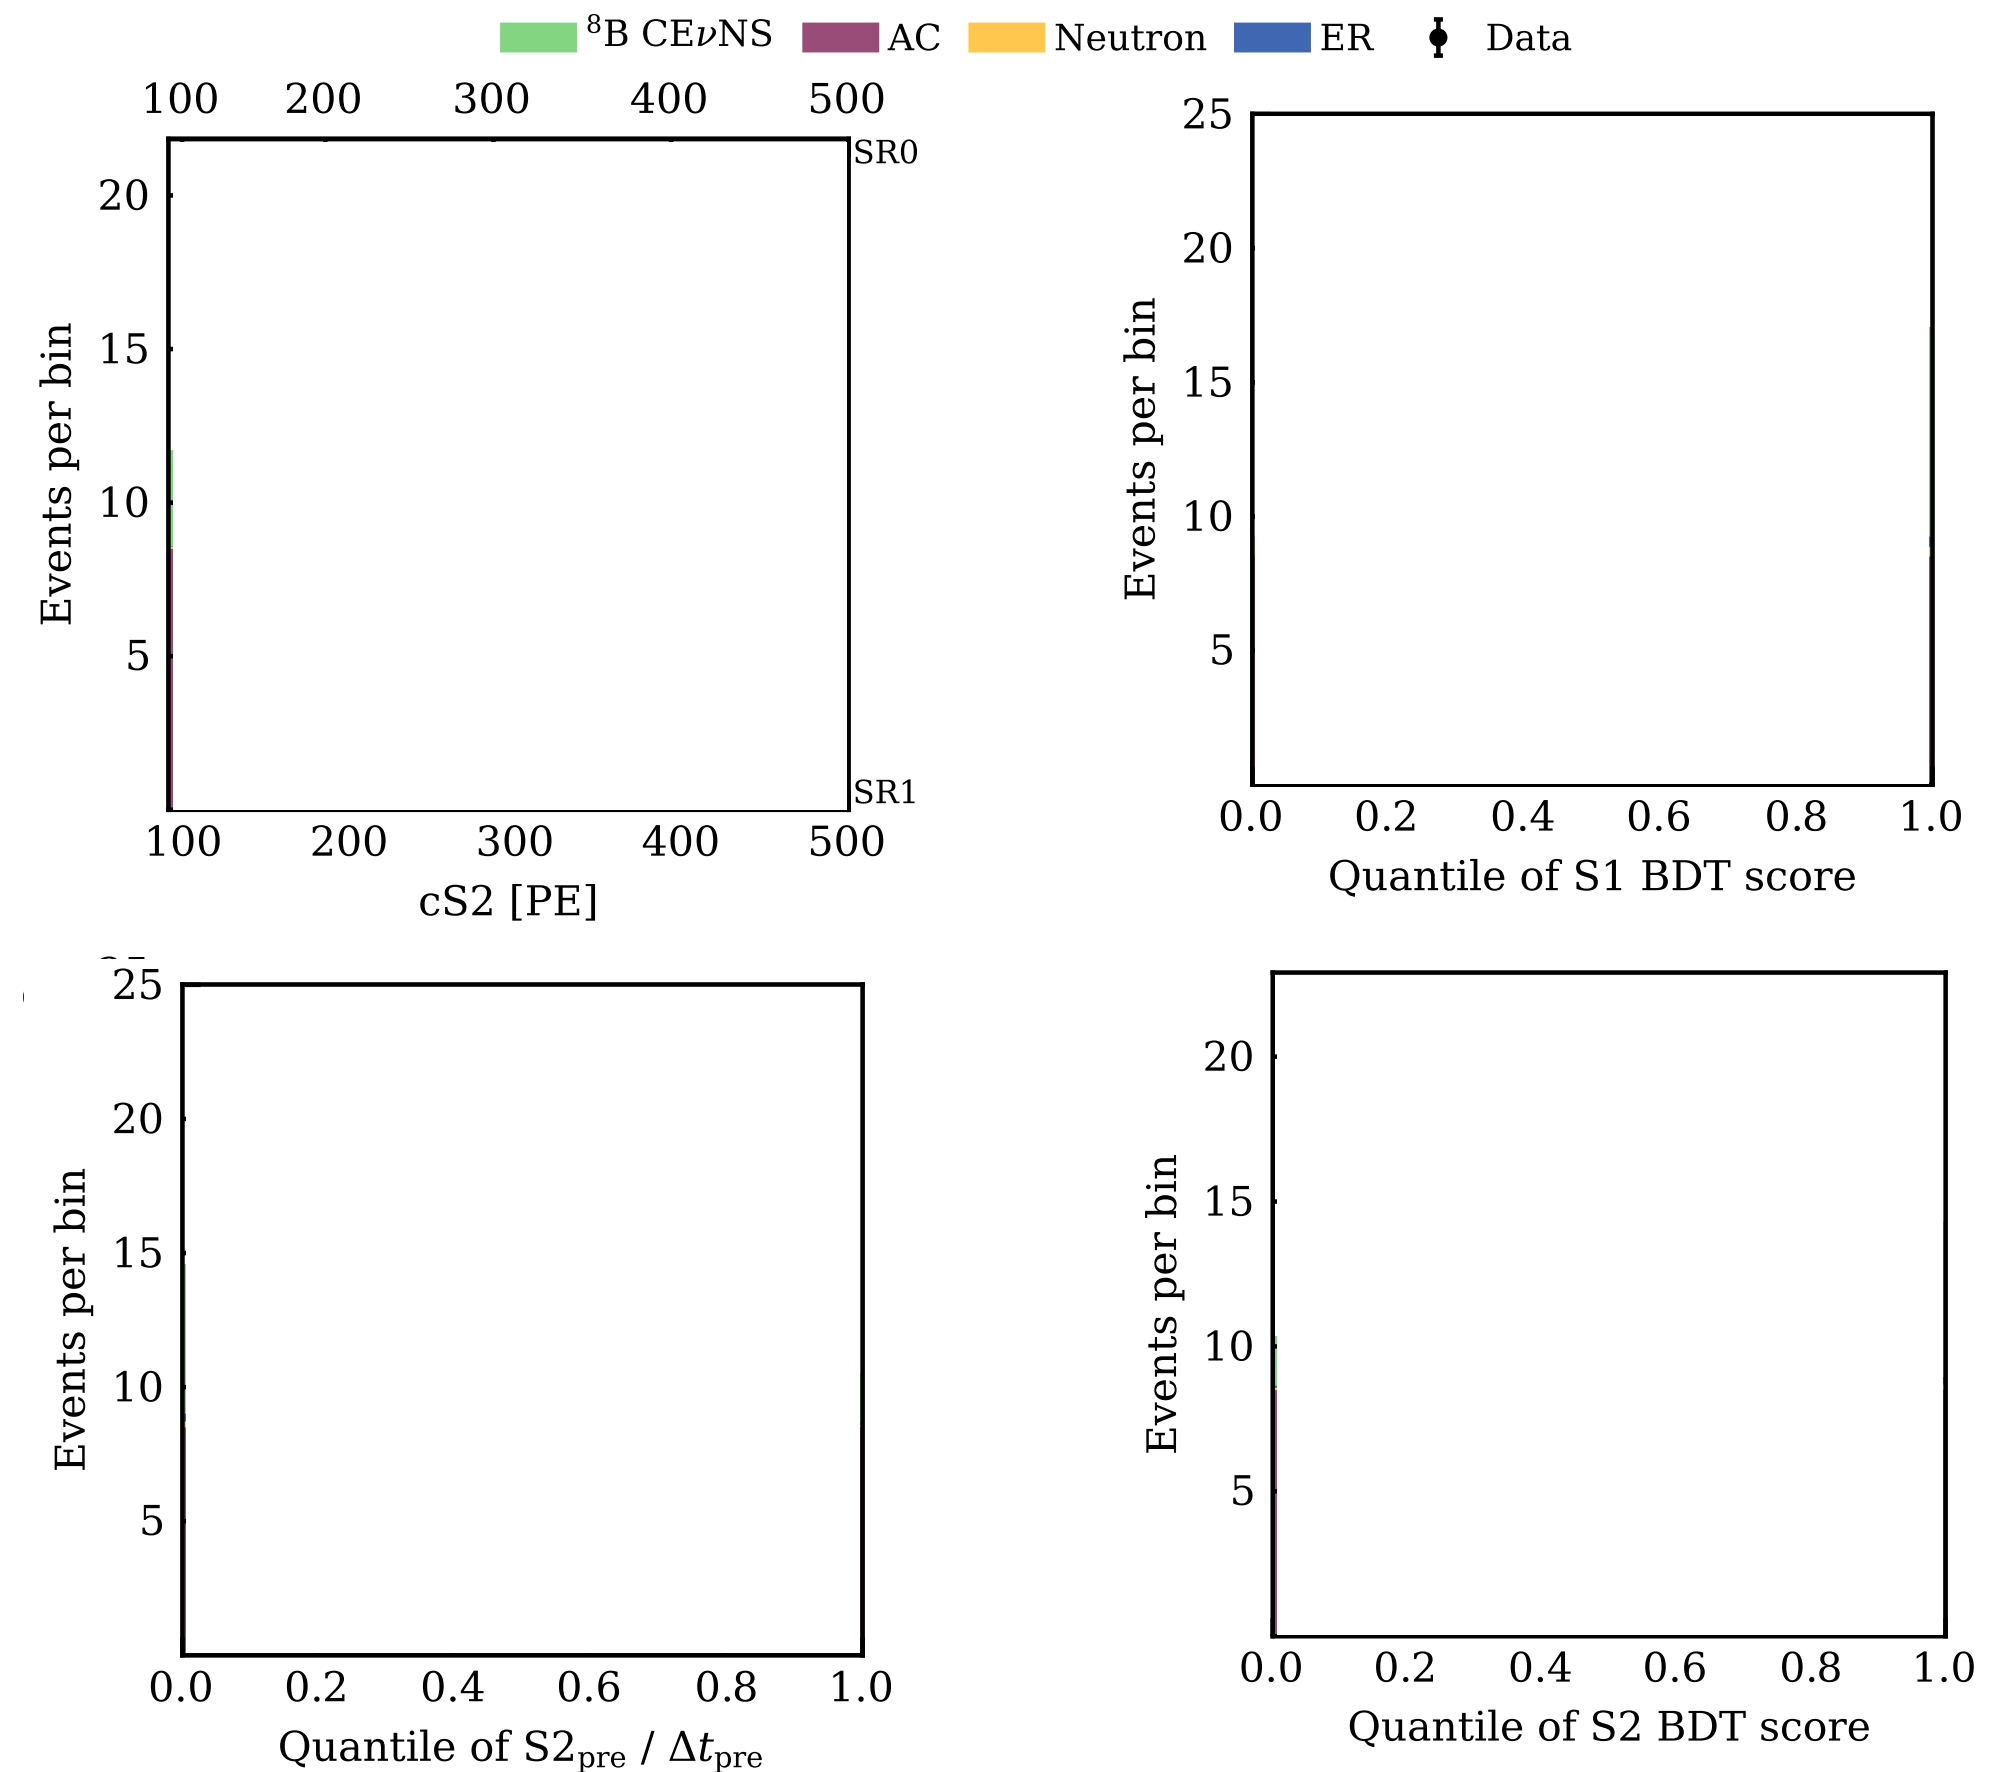 ⁸B CEνNS AC Neutron ER Data
100 200 300 400 500
SR0
20
15
10
5
Events per bin
SR1
100 200 300 400 500
cS2 [PE]
25
20
15
10
5
Events per bin
0.0 0.2 0.4 0.6 0.8 1.0
Quantile of S1 BDT score
25
20
15
10
5
Events per bin
0.0 0.2 0.4 0.6 0.8 1.0
Quantile of S2pre / Δtpre
20
15
10
5
Events per bin
0.0 0.2 0.4 0.6 0.8 1.0
Quantile of S2 BDT score